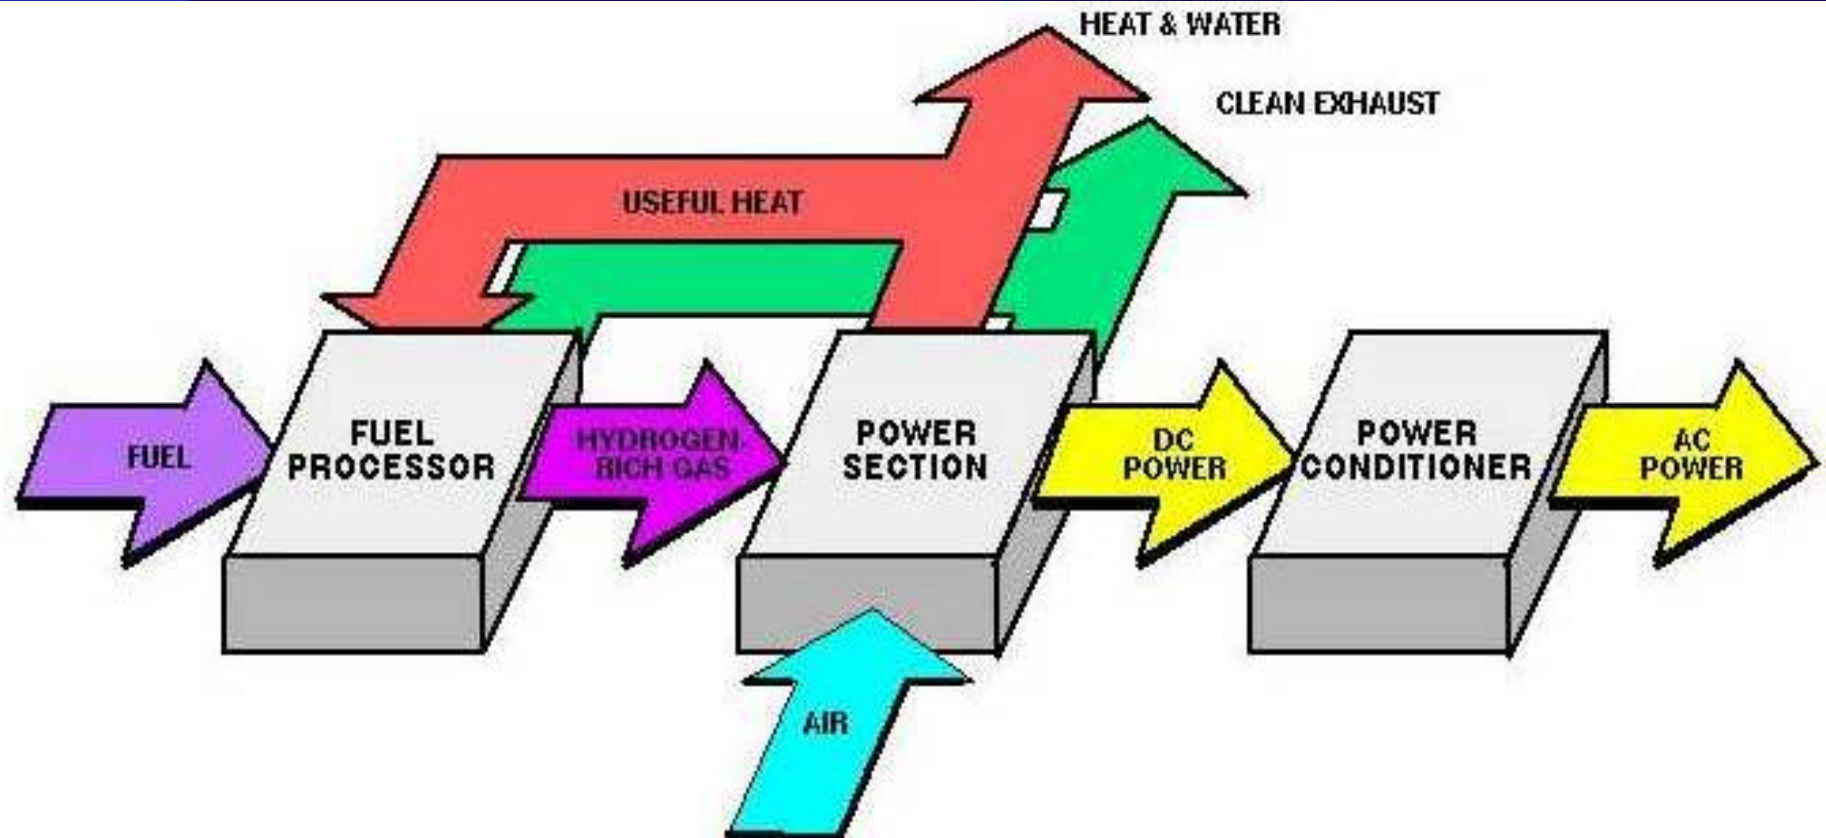 HEAT & WATER
CLEAN EXHAUST
USEFUL HEAT
FUEL
FUEL
PROCESSOR
HYDROGEN-
RICH GAS
POWER
SECTION
DC
POWER
POWER
CONDITIONER
AC
POWER
AIR